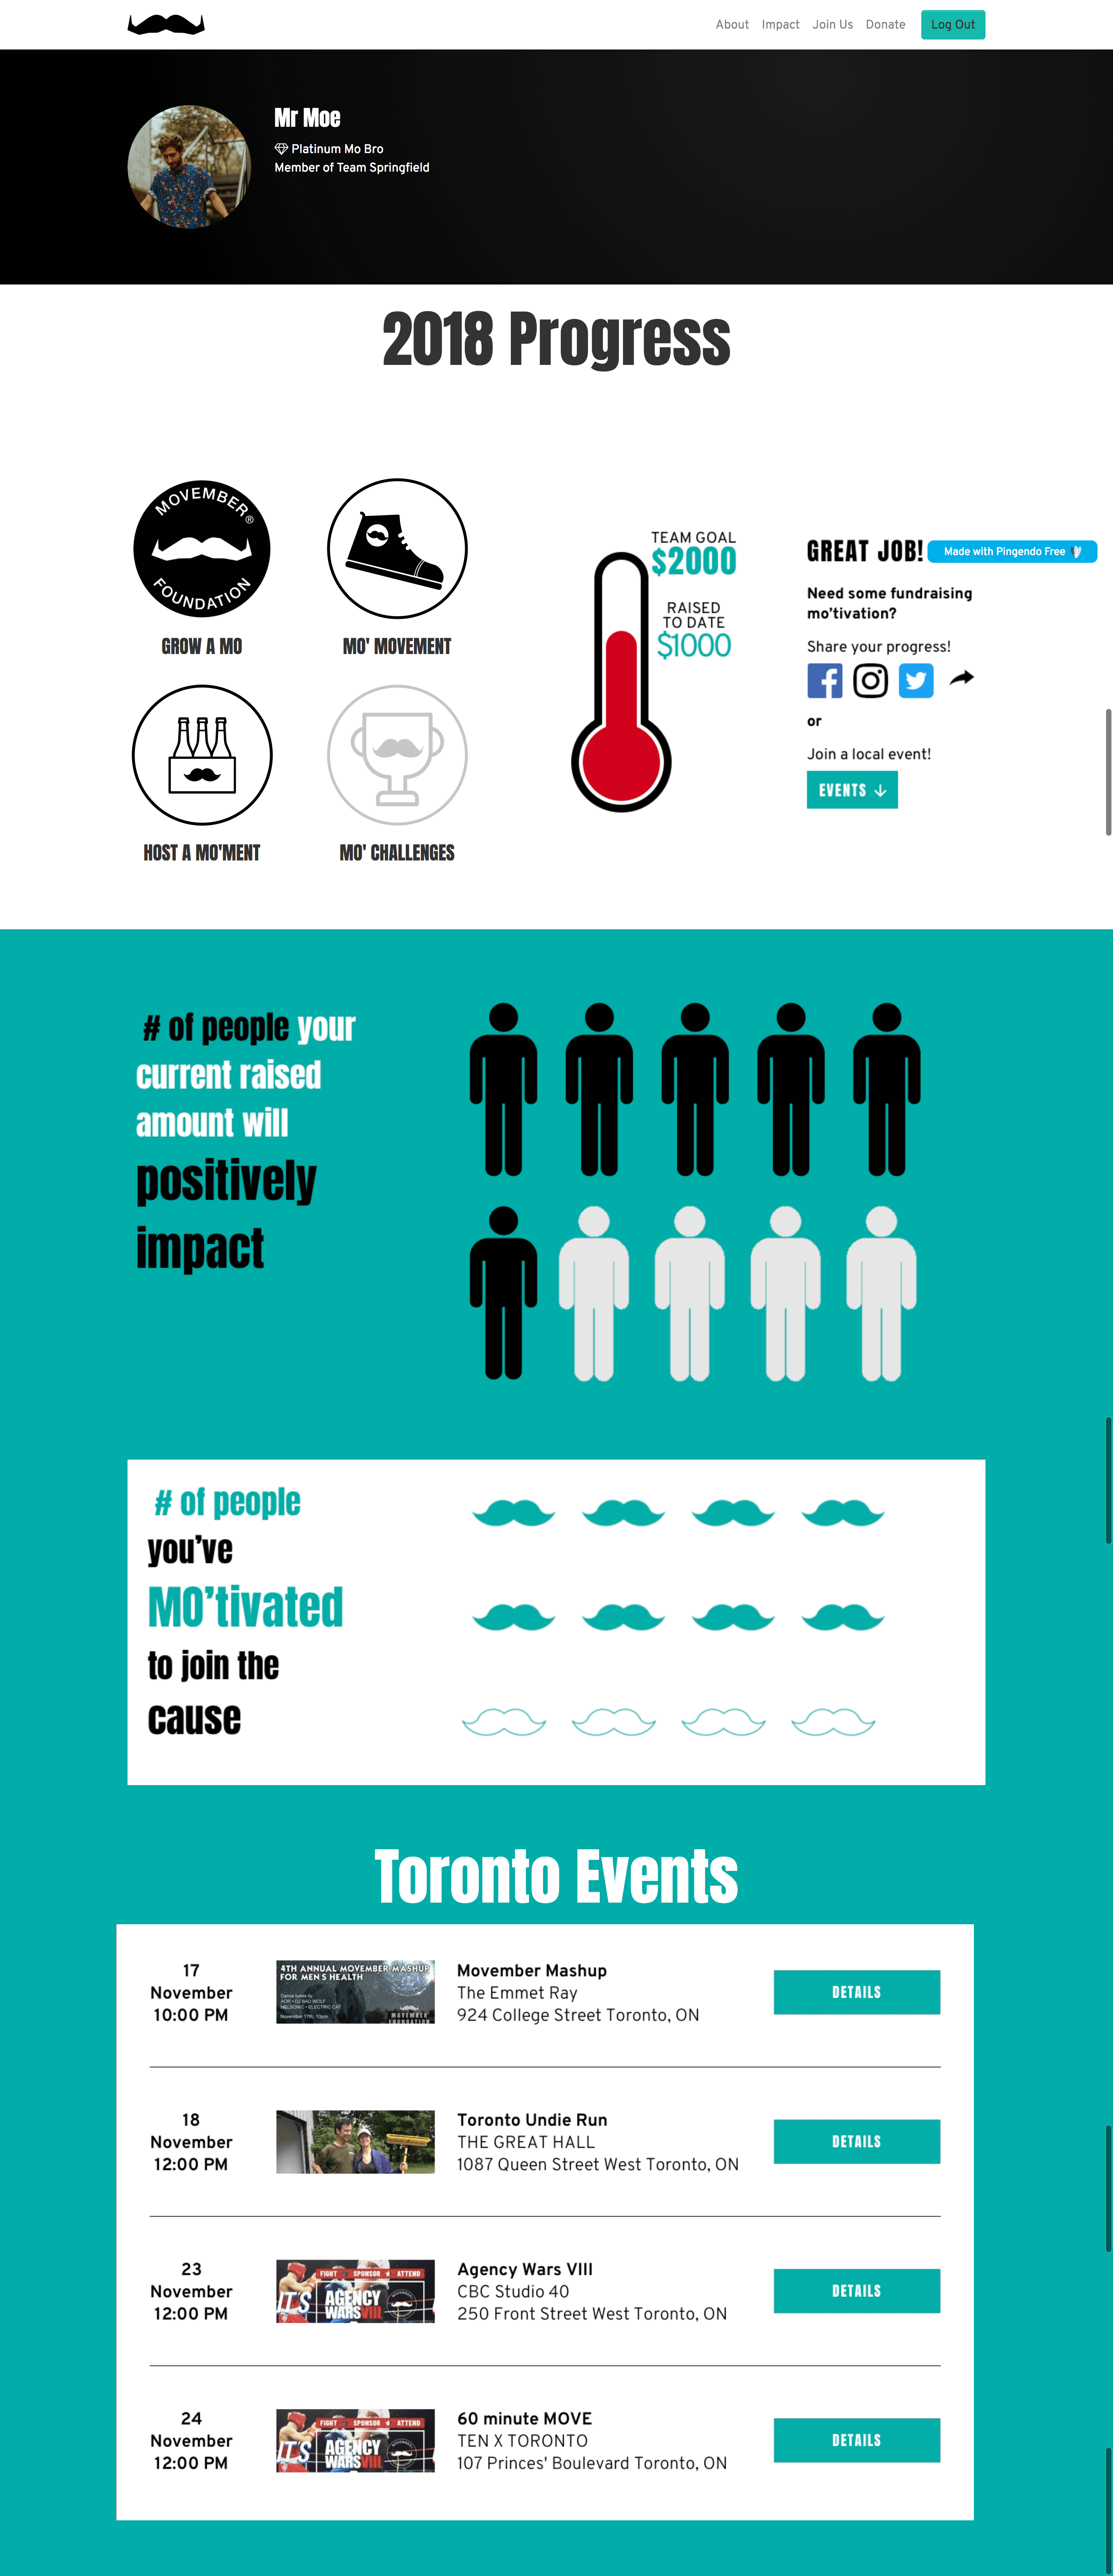 About Impact Join Us Donate Log Out
Mr Moe
Platinum Mo Bro
Member of Team Springfield
2018 Progress
MOVEMBER®
FOUNDATION
GROW A MO
MO' MOVEMENT
HOST A MO'MENT
MO' CHALLENGES
TEAM GOAL
$2000
RAISED
TO DATE
$1000
GREAT JOB!
Made with Pingendo Free
Need some fundraising
mo’tivation?
Share your progress!
or
Join a local event!
EVENTS
# of people your
current raised
amount will
positively
impact
# of people
you’ve
MO’tivated
to join the
cause
Toronto Events
17
November
10:00 PM
4TH ANNUAL MOVEMBER MASHUP
FOR MEN'S HEALTH
November 17th, 10pm
MOVEMBER
FOUNDATION
Movember Mashup
The Emmet Ray
924 College Street Toronto, ON
DETAILS
18
November
12:00 PM
Toronto Undie Run
THE GREAT HALL
1087 Queen Street West Toronto, ON
DETAILS
23
November
12:00 PM
FIGHT SPONSOR ATTEND
IT'S AGENCY
WARS VIII
Agency Wars VIII
CBC Studio 40
250 Front Street West Toronto, ON
DETAILS
24
November
12:00 PM
FIGHT SPONSOR ATTEND
IT'S AGENCY
WARS VIII
60 minute MOVE
TEN X TORONTO
107 Princes' Boulevard Toronto, ON
DETAILS